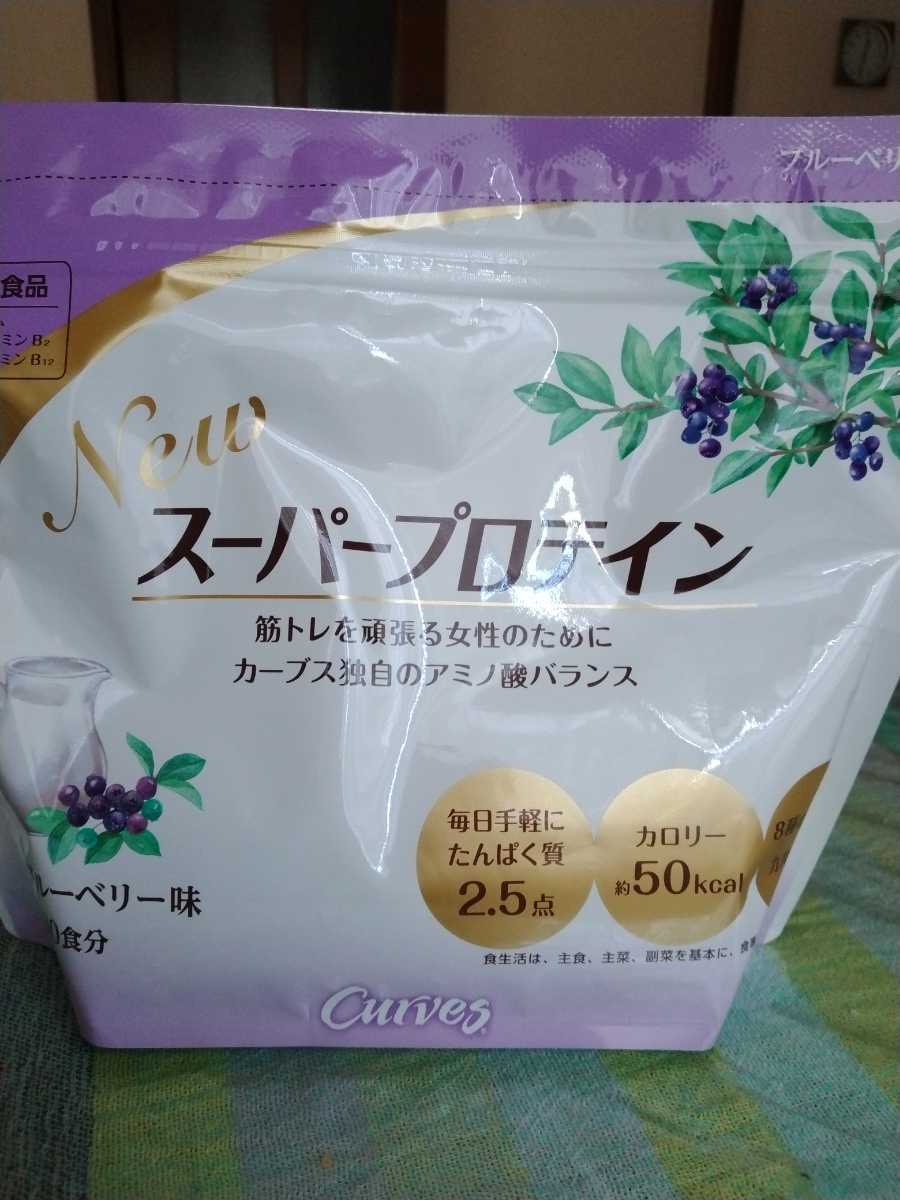 ブルーベリ
食品
ミンB2
ミンB12
New
スーパープロテイン
筋トレを頑張る女性のために
カーブス独自のアミノ酸バランス
毎日手軽に
たんぱく質
2.5点
カロリー
約50kcal
8
ルーベリー味
食分
食生活は、主食、主菜、副菜を基本に、食
Curves